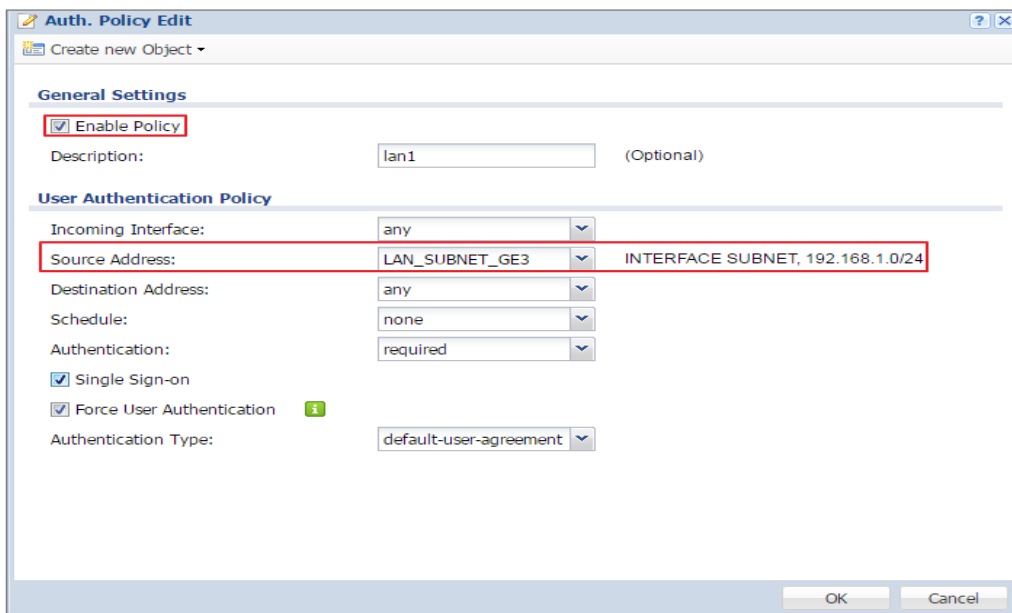 Auth. Policy Edit
Create new Object
General Settings
Enable Policy
Description: lan1 (Optional)
User Authentication Policy
Incoming Interface: any
Source Address: LAN_SUBNET_GE3 INTERFACE SUBNET, 192.168.1.0/24
Destination Address: any
Schedule: none
Authentication: required
Single Sign-on
Force User Authentication
Authentication Type: default-user-agreement
OK Cancel